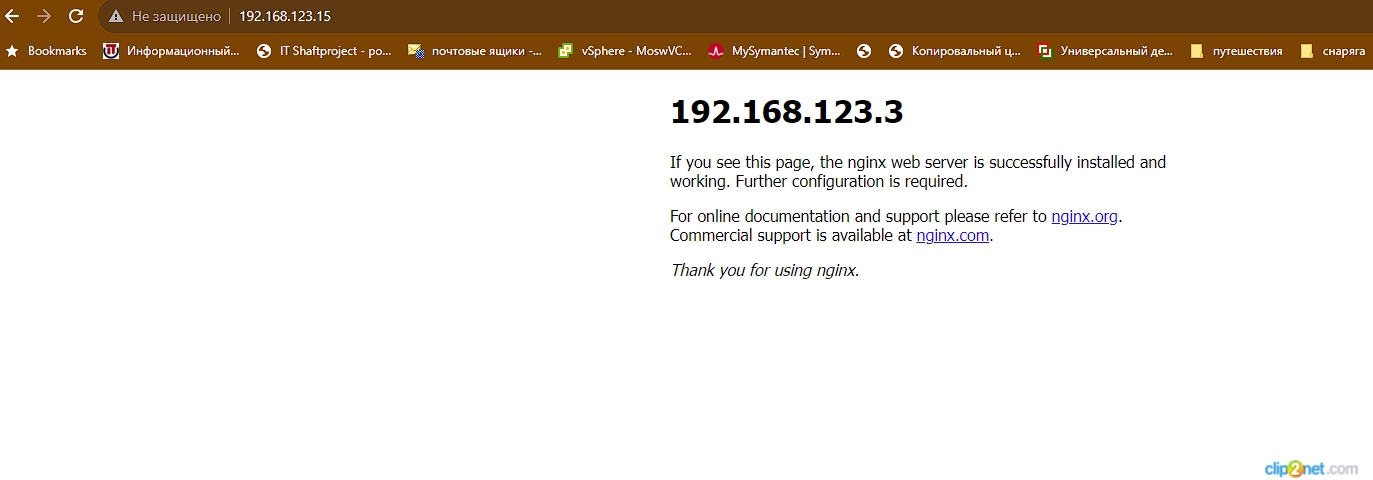 Не защищено 192.168.123.15
Bookmarks Информационный... IT Shaftproject - po... почтовые ящики -... vSphere - MoswVC... MySymantec | Sym... Копировальный ц... Универсальный де... путешествия снаряга
192.168.123.3
If you see this page, the nginx web server is successfully installed and
working. Further configuration is required.
For online documentation and support please refer to nginx.org.
Commercial support is available at nginx.com.
Thank you for using nginx.
clip2net.com